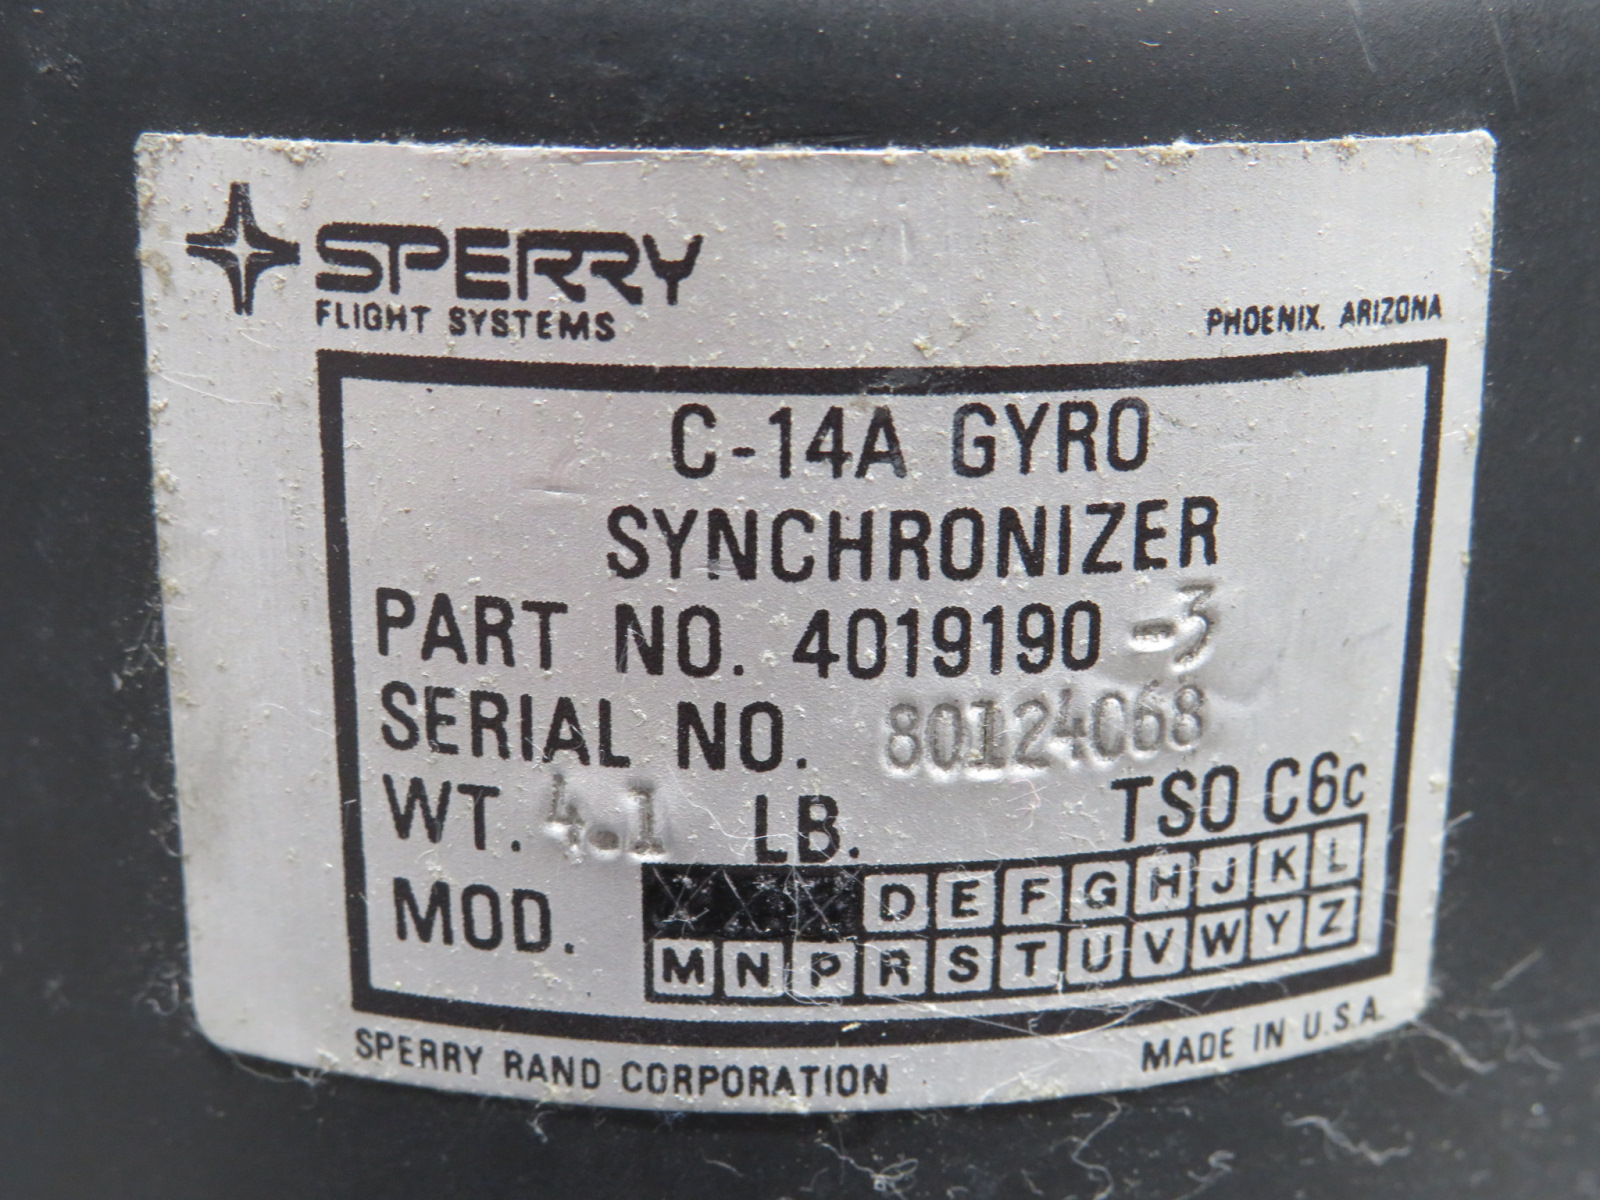 SPERRY
FLIGHT SYSTEMS
PHOENIX, ARIZONA
C-14A GYRO
SYNCHRONIZER
PART NO. 4019190-3
SERIAL NO. 80124068
WT. 4.1 LB. TSO C6c
MOD. D E F G H J K L
M N P R S T U V W Y Z
SPERRY RAND CORPORATION MADE IN U.S.A.